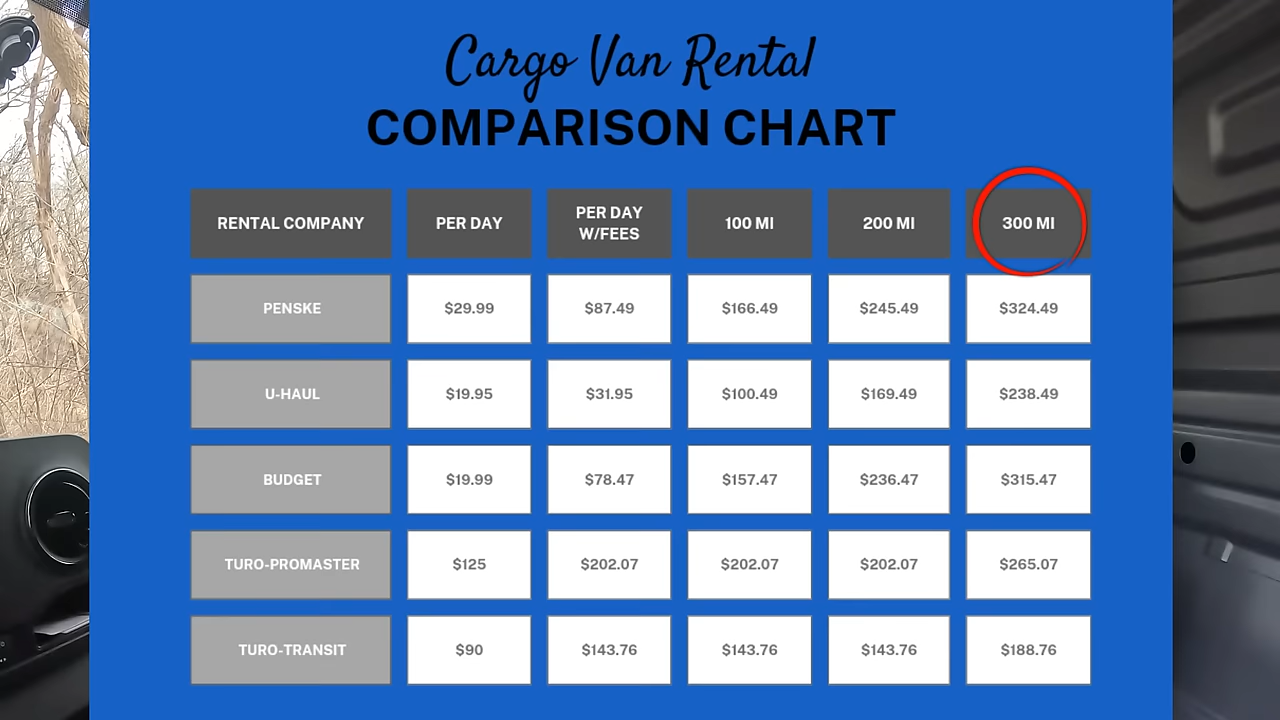 Cargo Van Rental
COMPARISON CHART
RENTAL COMPANY PER DAY PER DAY W/FEES 100 MI 200 MI 300 MI
PENSKE $29.99 $87.49 $166.49 $245.49 $324.49
U-HAUL $19.95 $31.95 $100.49 $169.49 $238.49
BUDGET $19.99 $78.47 $157.47 $236.47 $315.47
TURO-PROMASTER $125 $202.07 $202.07 $202.07 $265.07
TURO-TRANSIT $90 $143.76 $143.76 $143.76 $188.76